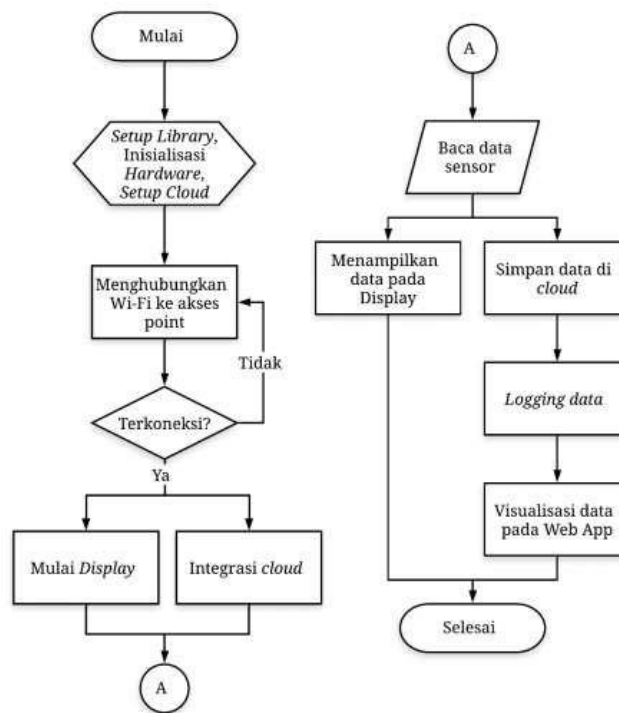 Mulai
Setup Library,
Inisialisasi
Hardware,
Setup Cloud
Menghubungkan
Wi-Fi ke akses
point
Tidak
Terkoneksi?
Ya
Mulai Display
Integrasi cloud
A
A
Baca data
sensor
Menampilkan
data pada
Display
Simpan data di
cloud
Logging data
Visualisasi data
pada Web App
Selesai